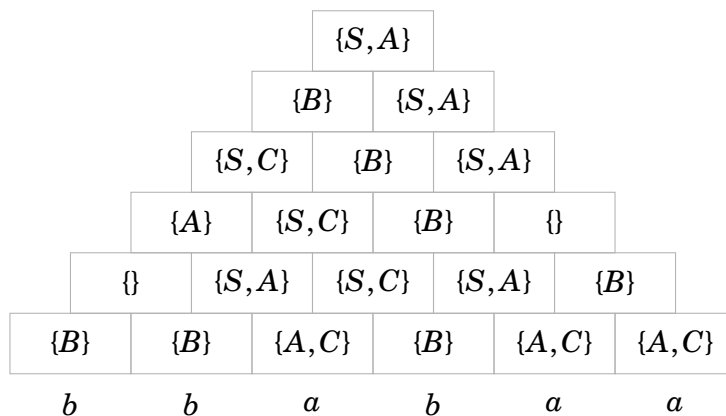 {S, A}
{B} {S, A}
{S, C} {B} {S, A}
{A} {S, C} {B} {}
{} {S, A} {S, C} {S, A} {B}
{B} {B} {A, C} {B} {A, C} {A, C}
b b a b a a